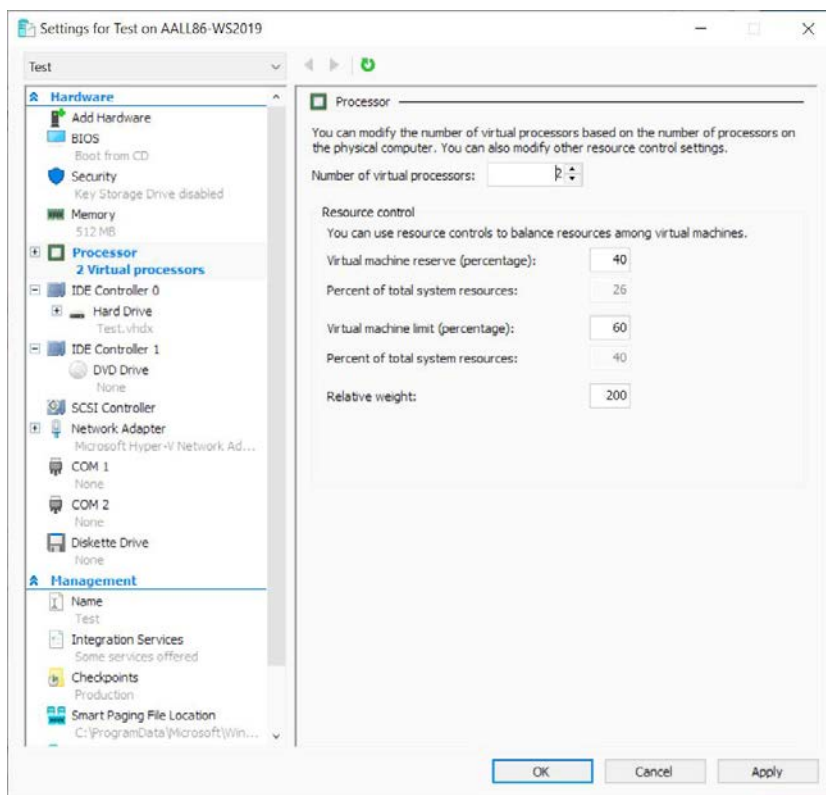 Settings for Test on AALL86-WS2019
Test
Hardware
Add Hardware
BIOS
Boot from CD
Security
Key Storage Drive disabled
Memory
512 MB
Processor
2 Virtual processors
IDE Controller 0
Hard Drive
Test.vhdx
IDE Controller 1
DVD Drive
None
SCSI Controller
Network Adapter
Microsoft Hyper-V Network Ad...
COM 1
None
COM 2
None
Diskette Drive
None
Management
Name
Test
Integration Services
Some services offered
Checkpoints
Production
Smart Paging File Location
C:\ProgramData\Microsoft\Win...
Processor
You can modify the number of virtual processors based on the number of processors on
the physical computer. You can also modify other resource control settings.
Number of virtual processors: 2
Resource control
You can use resource controls to balance resources among virtual machines.
Virtual machine reserve (percentage): 40
Percent of total system resources: 26
Virtual machine limit (percentage): 60
Percent of total system resources: 40
Relative weight: 200
OK Cancel Apply